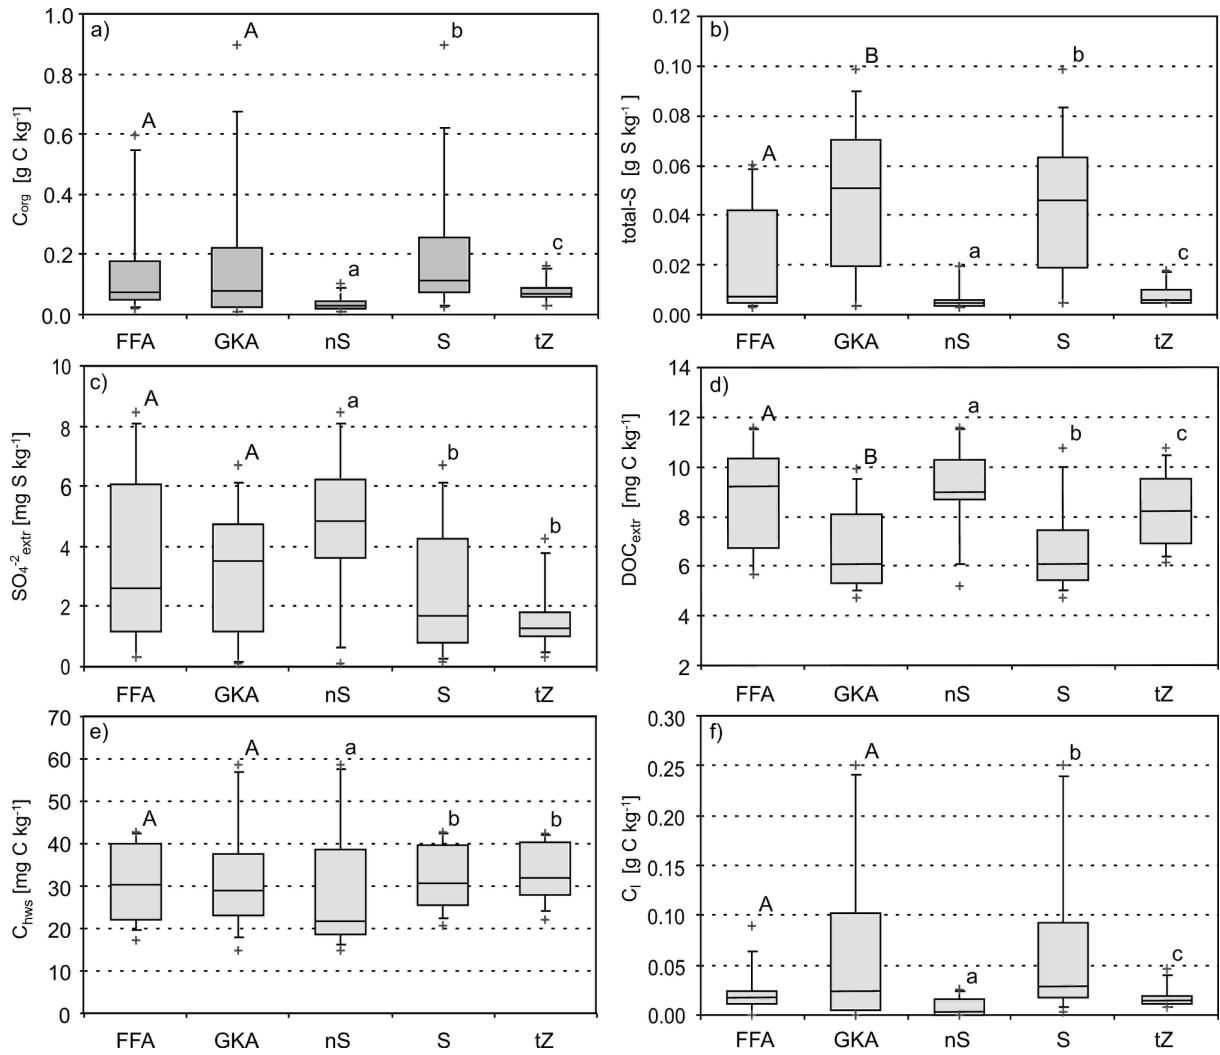 a)
C_org [g C kg⁻¹]
1.0
0.8
0.6
0.4
0.2
0.0
A
A
a
b
c
FFA GKA nS S tZ
b)
total-S [g S kg⁻¹]
0.12
0.10
0.08
0.06
0.04
0.02
0.00
A
B
a
b
c
FFA GKA nS S tZ
c)
SO₄⁻²_extr [mg S kg⁻¹]
10
8
6
4
2
0
A
A
a
b
b
FFA GKA nS S tZ
d)
DOC_extr [mg C kg⁻¹]
14
12
10
8
6
4
2
A
B
a
b
c
FFA GKA nS S tZ
e)
C_hws [mg C kg⁻¹]
70
60
50
40
30
20
10
0
A
A
a
b
b
FFA GKA nS S tZ
f)
C_l [g C kg⁻¹]
0.30
0.25
0.20
0.15
0.10
0.05
0.00
A
A
a
b
c
FFA GKA nS S tZ